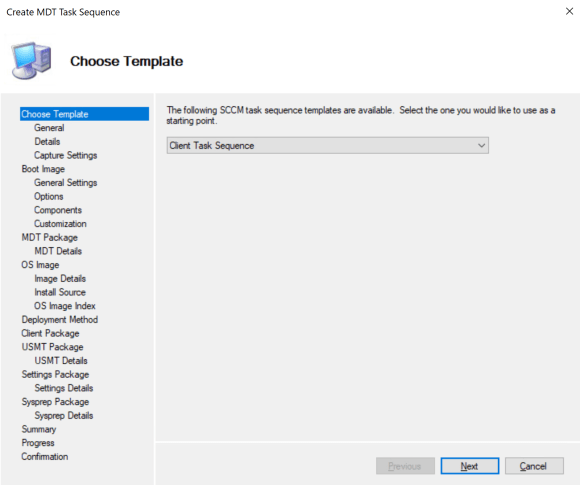 Create MDT Task Sequence
Choose Template
Choose Template
General
Details
Capture Settings
Boot Image
General Settings
Options
Components
Customization
MDT Package
MDT Details
OS Image
Image Details
Install Source
OS Image Index
Deployment Method
Client Package
USMT Package
USMT Details
Settings Package
Settings Details
Sysprep Package
Sysprep Details
Summary
Progress
Confirmation
The following SCCM task sequence templates are available. Select the one you would like to use as a
starting point.
Client Task Sequence
Previous Next Cancel